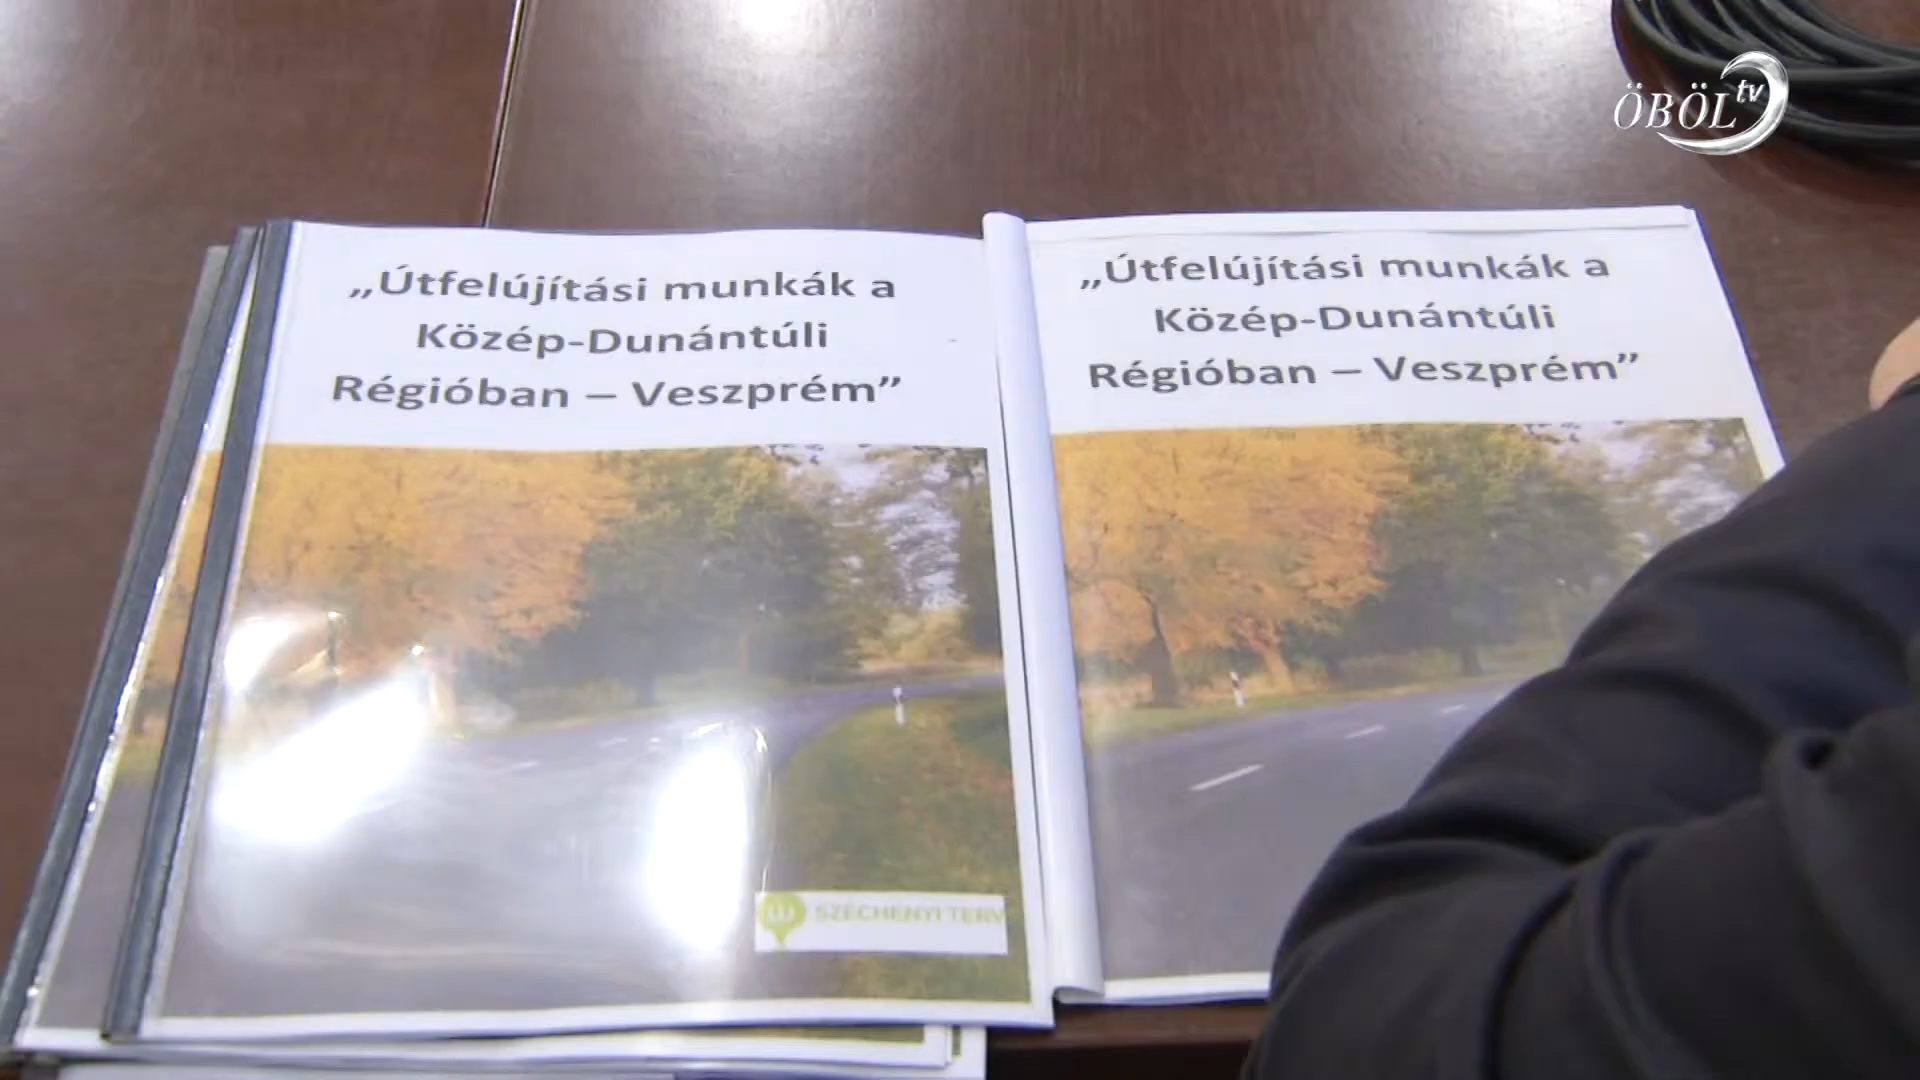 ÖBÖL tv
„Útfelújítási munkák a
Közép-Dunántúli
Régióban – Veszprém”
SZÉCHENYI TERV
„Útfelújítási munkák a
Közép-Dunántúli
Régióban – Veszprém”